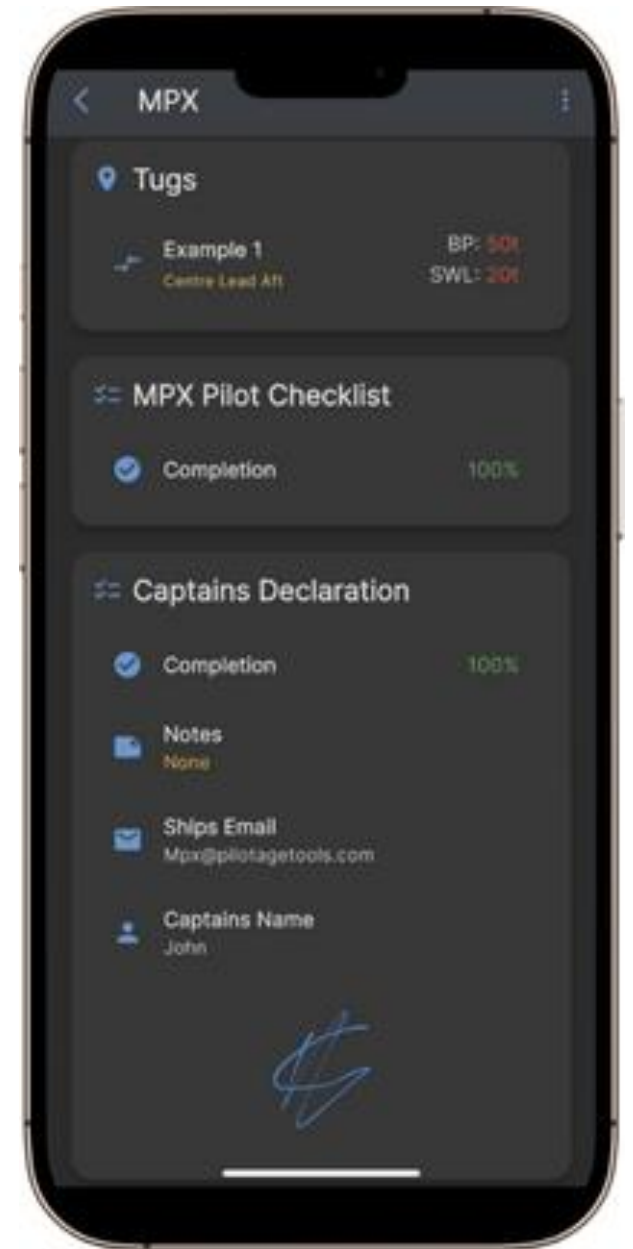 MPX
Tugs
Example 1
BP: 50t
Centre Lead Aft
SWL: 20t
MPX Pilot Checklist
Completion
100%
Captains Declaration
Completion
100%
Notes
None
Ships Email
Mpx@pilotagetools.com
Captains Name
John